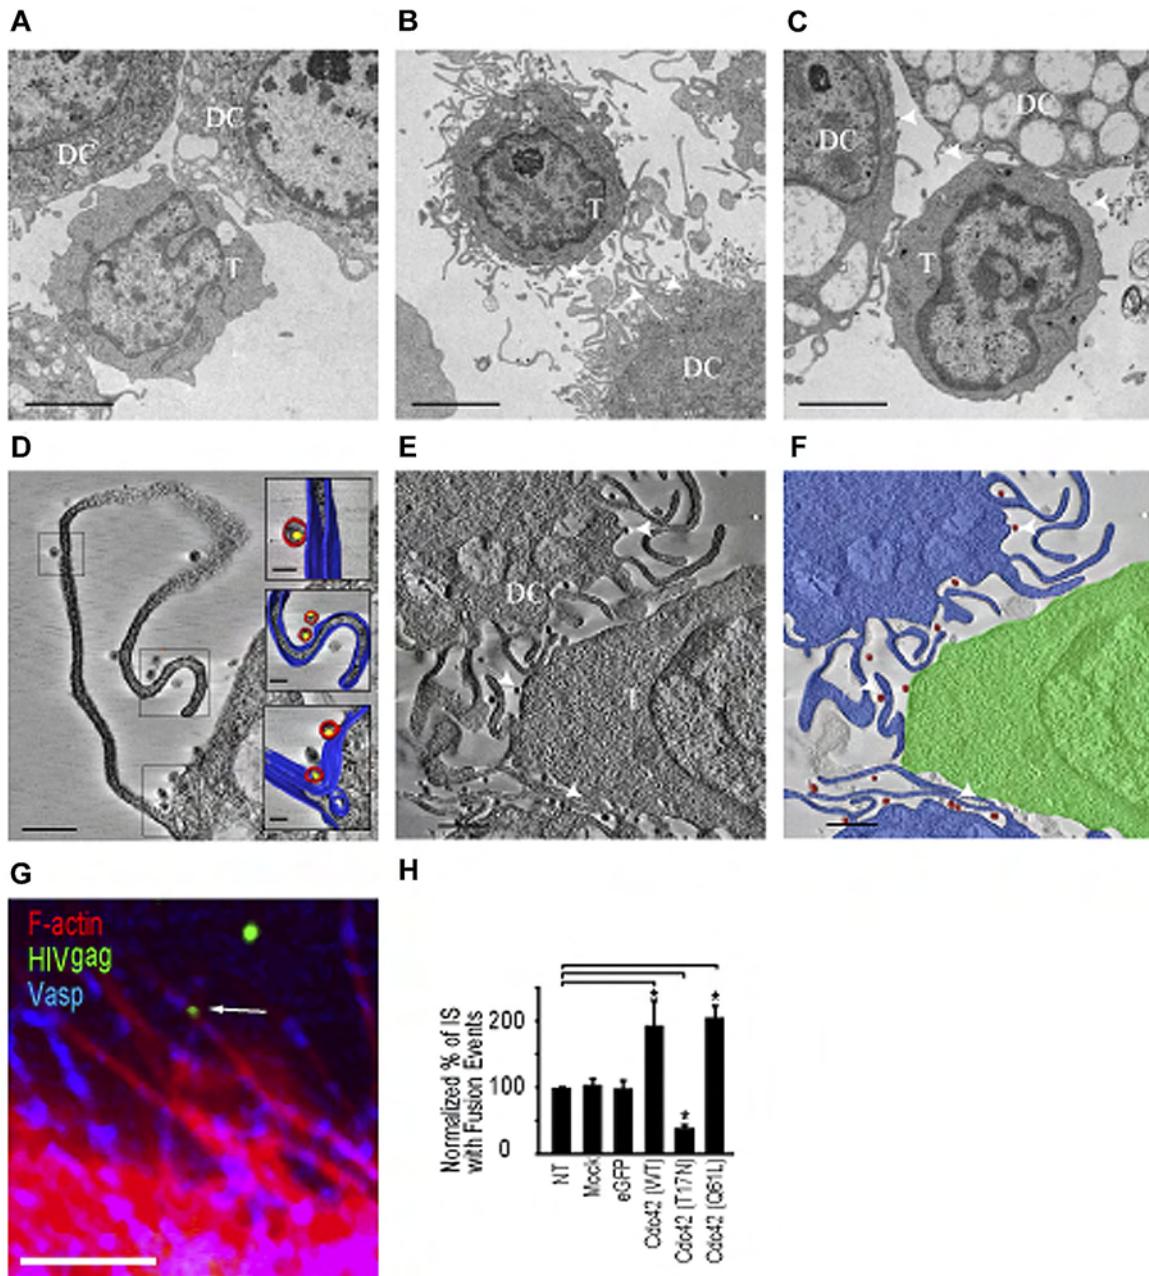 A
B
C
DC
DC
T
T
DC
DC
DC
T
D
E
F
DC
T
G
H
F-actin
HIVgag
Vasp
Normalized % of IS
with Fusion Events
200
100
0
NT
Mock
eGFP
Cdc42 (WT)
Cdc42 (T17N)
Cdc42 (Q61L)
*
*
*